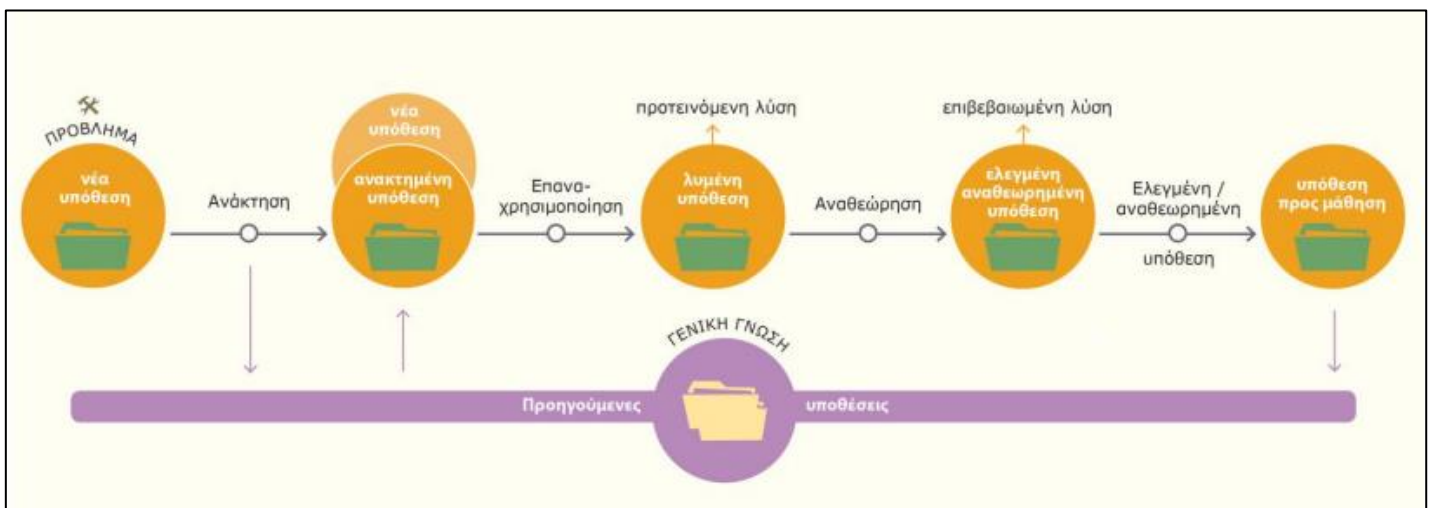 ΠΡΟΒΛΗΜΑ
νέα
υπόθεση
Ανάκτηση
νέα
υπόθεση
ανακτημένη
υπόθεση
Επανα-
χρησιμοποίηση
προτεινόμενη λύση
λυμένη
υπόθεση
Αναθεώρηση
επιβεβαιωμένη λύση
ελεγμένη
αναθεωρημένη
υπόθεση
Ελεγμένη /
αναθεωρημένη
υπόθεση
υπόθεση
προς μάθηση
ΓΕΝΙΚΗ ΓΝΩΣΗ
Προηγούμενες υποθέσεις